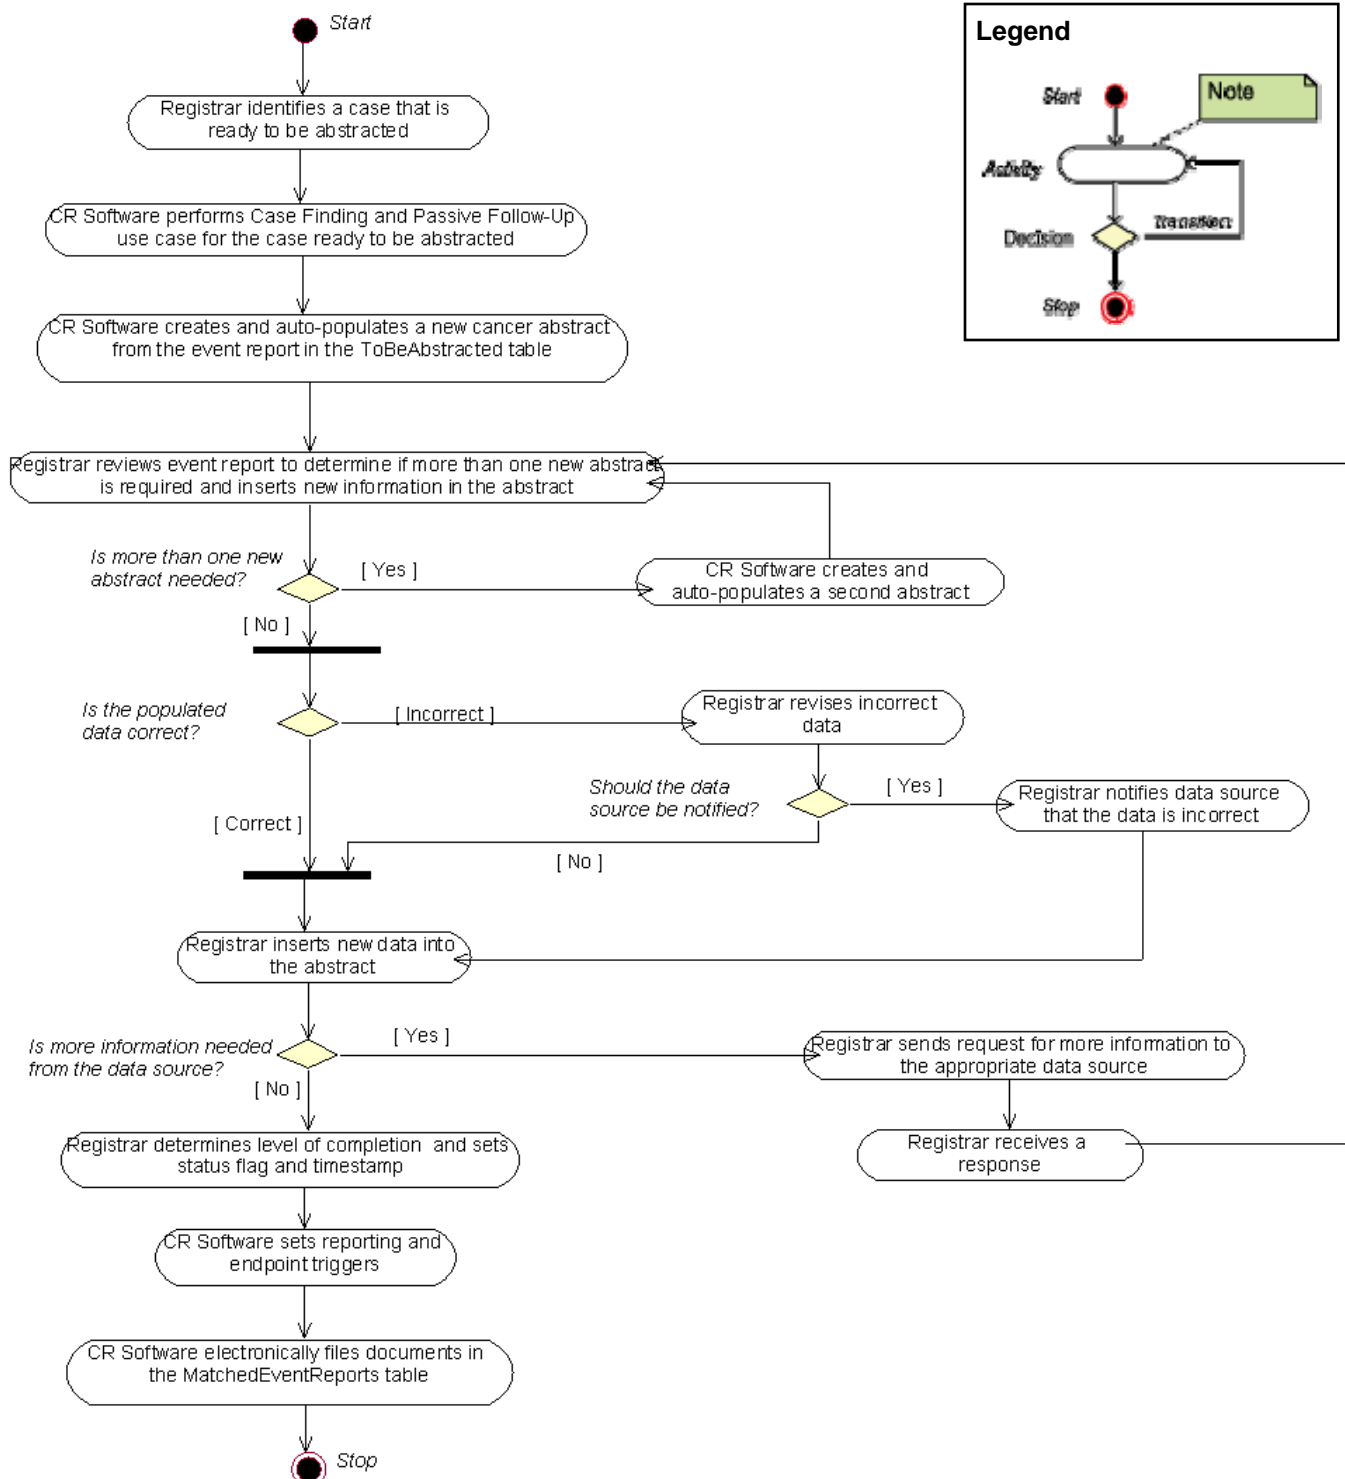 Start
Legend
Start
Note
Activity
Transition
Decision
Stop
Registrar identifies a case that is
ready to be abstracted
CR Software performs Case Finding and Passive Follow-Up
use case for the case ready to be abstracted
CR Software creates and auto-populates a new cancer abstract
from the event report in the ToBeAbstracted table
Registrar reviews event report to determine if more than one new abstract
is required and inserts new information in the abstract
Is more than one new
abstract needed?
[ Yes ]
CR Software creates and
auto-populates a second abstract
[ No ]
Is the populated
data correct?
[ Incorrect ]
Registrar revises incorrect
data
Should the data
source be notified?
[ Yes ]
Registrar notifies data source
that the data is incorrect
[ Correct ]
[ No ]
Registrar inserts new data into
the abstract
Is more information needed
from the data source?
[ Yes ]
Registrar sends request for more information to
the appropriate data source
[ No ]
Registrar determines level of completion and sets
status flag and timestamp
Registrar receives a
response
CR Software sets reporting and
endpoint triggers
CR Software electronically files documents in
the MatchedEventReports table
Stop